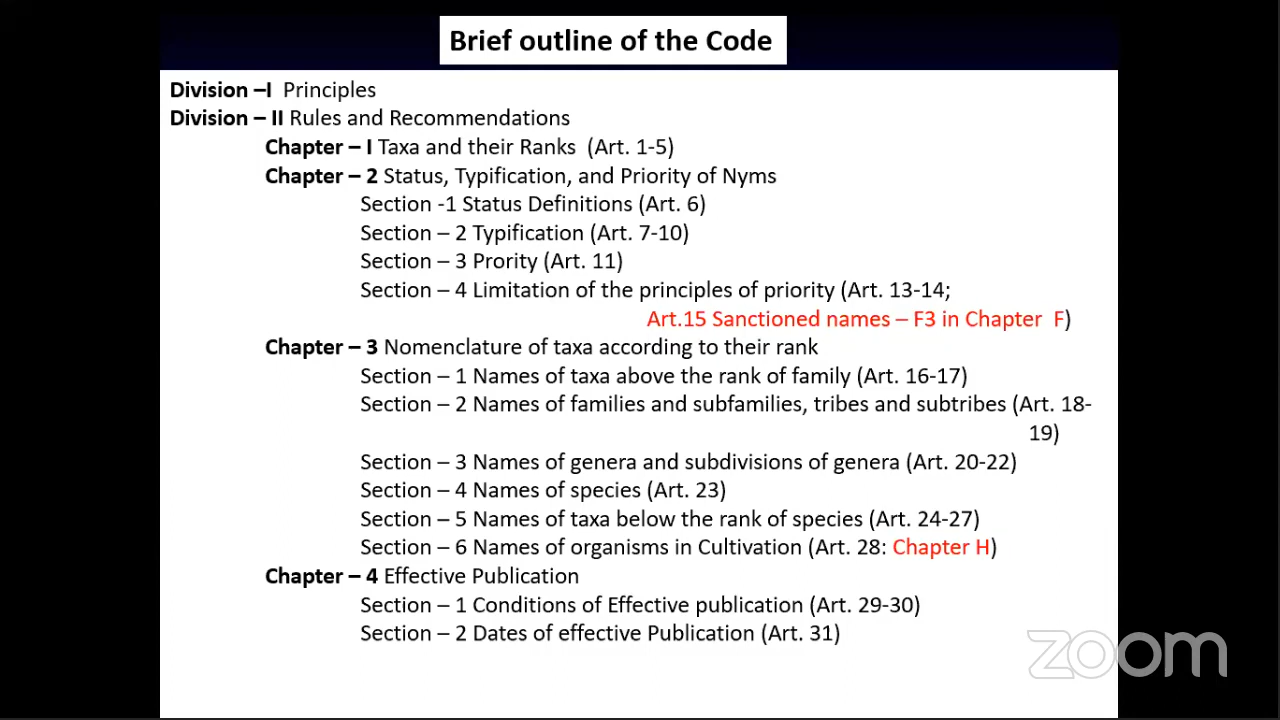 Brief outline of the Code
Division –I Principles
Division – II Rules and Recommendations
Chapter – I Taxa and their Ranks (Art. 1-5)
Chapter – 2 Status, Typification, and Priority of Nyms
Section -1 Status Definitions (Art. 6)
Section – 2 Typification (Art. 7-10)
Section – 3 Prority (Art. 11)
Section – 4 Limitation of the principles of priority (Art. 13-14;
Art.15 Sanctioned names – F3 in Chapter F)
Chapter – 3 Nomenclature of taxa according to their rank
Section – 1 Names of taxa above the rank of family (Art. 16-17)
Section – 2 Names of families and subfamilies, tribes and subtribes (Art. 18-
19)
Section – 3 Names of genera and subdivisions of genera (Art. 20-22)
Section – 4 Names of species (Art. 23)
Section – 5 Names of taxa below the rank of species (Art. 24-27)
Section – 6 Names of organisms in Cultivation (Art. 28: Chapter H)
Chapter – 4 Effective Publication
Section – 1 Conditions of Effective publication (Art. 29-30)
Section – 2 Dates of effective Publication (Art. 31)
zoom